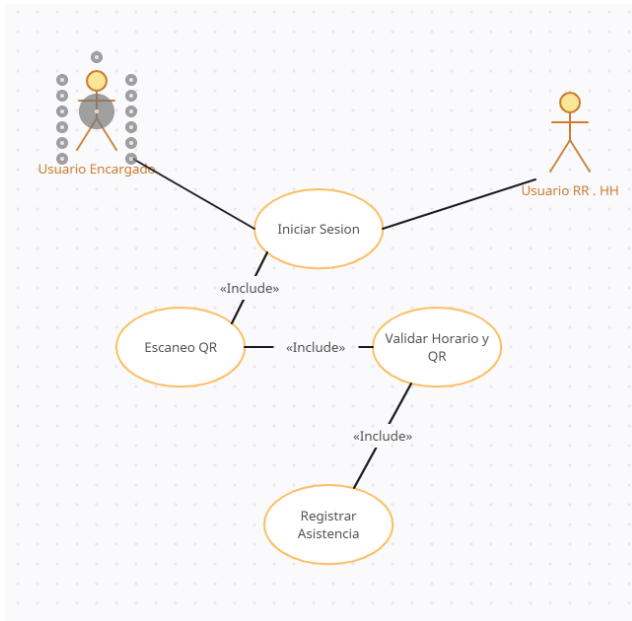 Usuario Encargado
Usuario RR . HH
Iniciar Sesion
«Include»
Escaneo QR
«Include»
Validar Horario y
QR
«Include»
Registrar
Asistencia